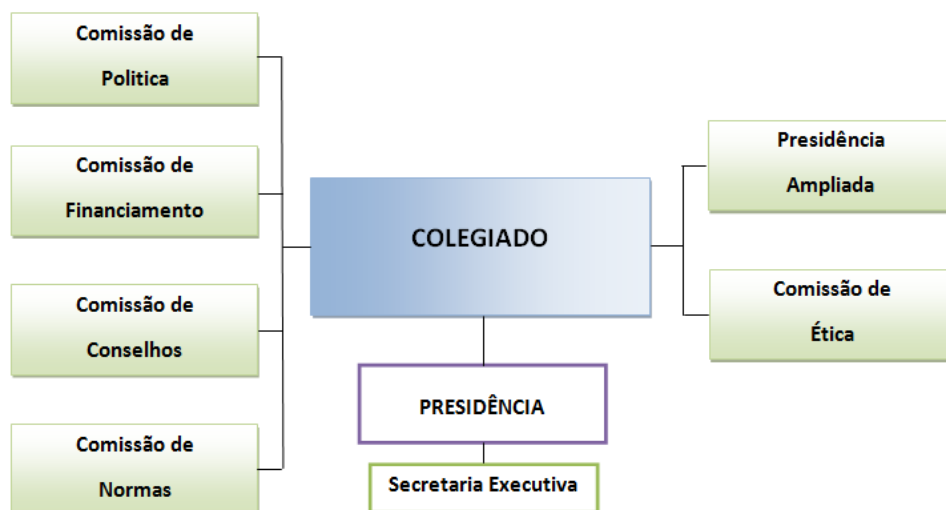 Comissão de
Politica
Comissão de
Financiamento
Comissão de
Conselhos
Comissão de
Normas
COLEGIADO
PRESIDÊNCIA
Secretaria Executiva
Presidência
Ampliada
Comissão de
Ética